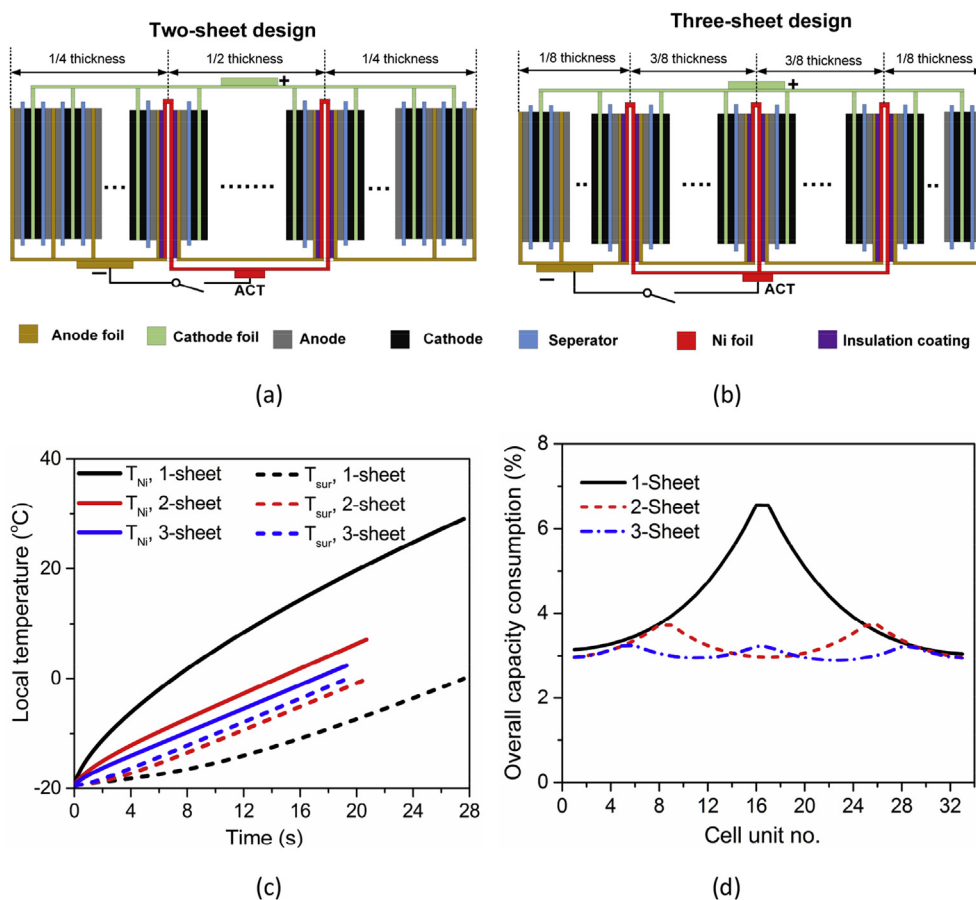 Two-sheet design
1/4 thickness 1/2 thickness 1/4 thickness
+
−
ACT
Three-sheet design
1/8 thickness 3/8 thickness 3/8 thickness 1/8 thickness
+
−
ACT
Anode foil Cathode foil Anode Cathode Seperator Ni foil Insulation coating
(a)
(b)
40
20
0
-20
Local temperature (°C)
T_Ni, 1-sheet T_sur, 1-sheet
T_Ni, 2-sheet T_sur, 2-sheet
T_Ni, 3-sheet T_sur, 3-sheet
0 4 8 12 16 20 24 28
Time (s)
(c)
8
6
4
2
0
Overall capacity consumption (%)
1-Sheet
2-Sheet
3-Sheet
0 4 8 12 16 20 24 28 32
Cell unit no.
(d)